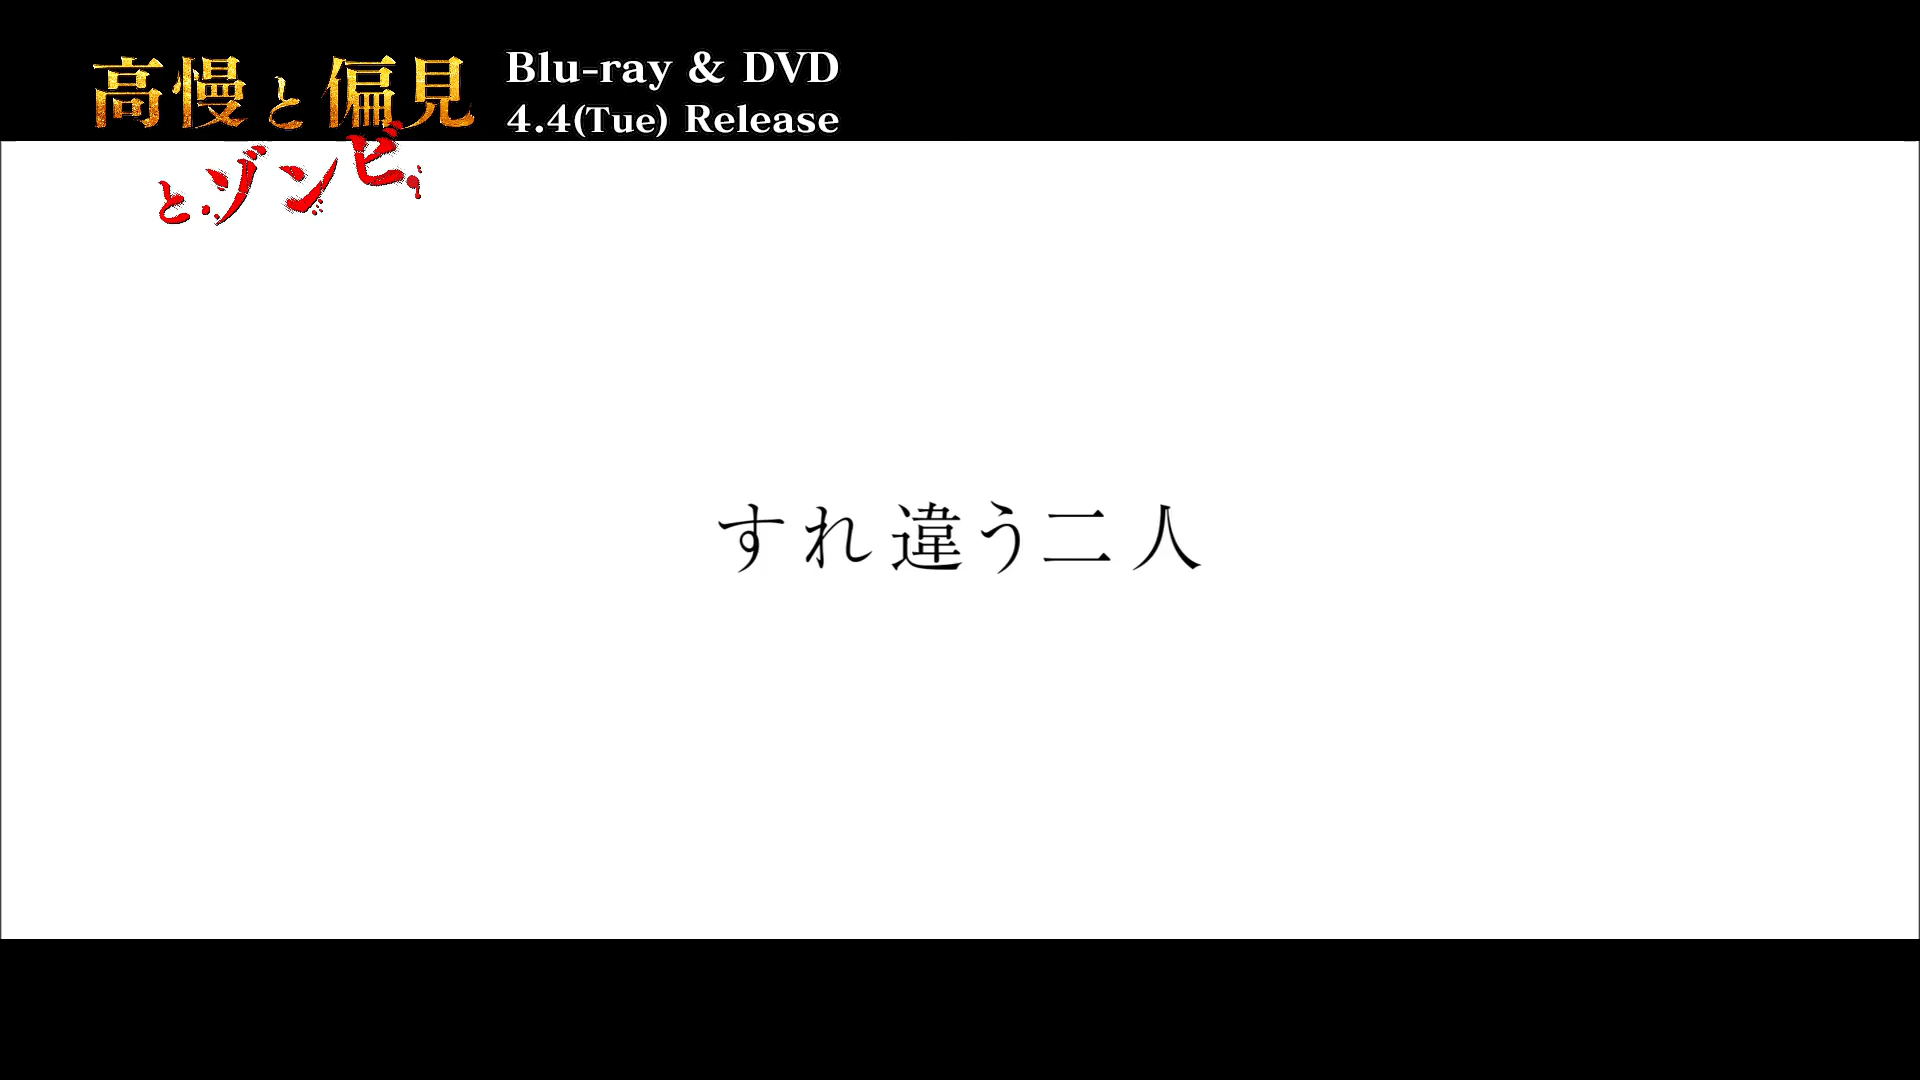 高慢と偏見
とゾンビ
Blu-ray & DVD
4.4(Tue) Release
すれ違う二人